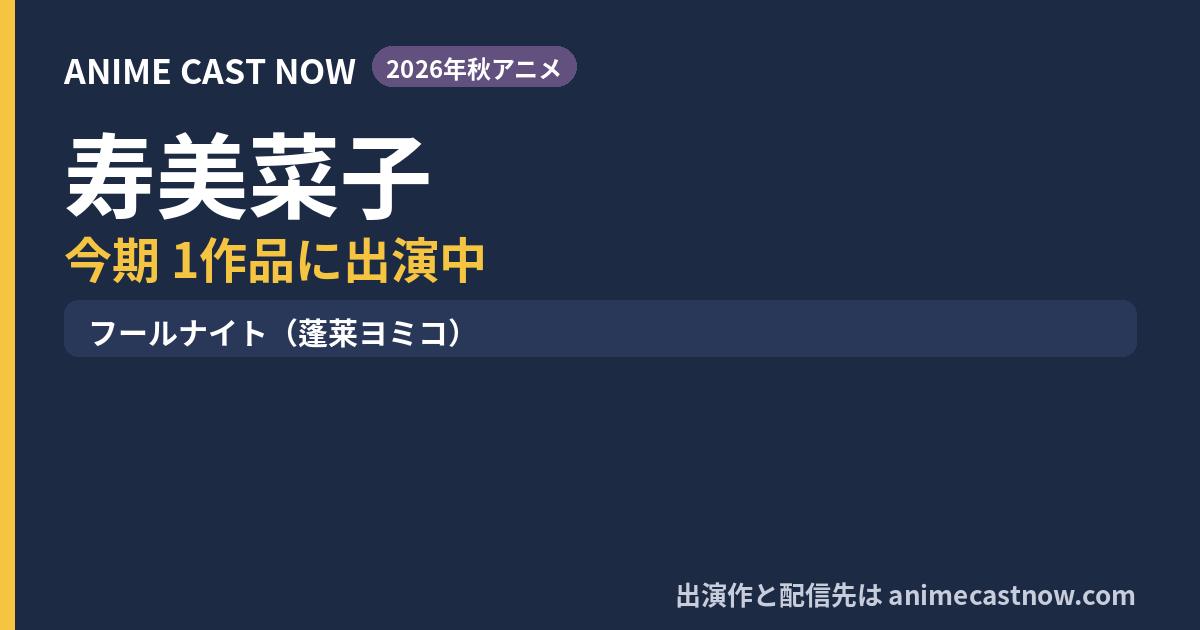 ANIME CAST NOW 2026年秋アニメ
寿美菜子
今期 1作品に出演中
フールナイト（蓬莱ヨミコ）
出演作と配信先は animecastnow.com